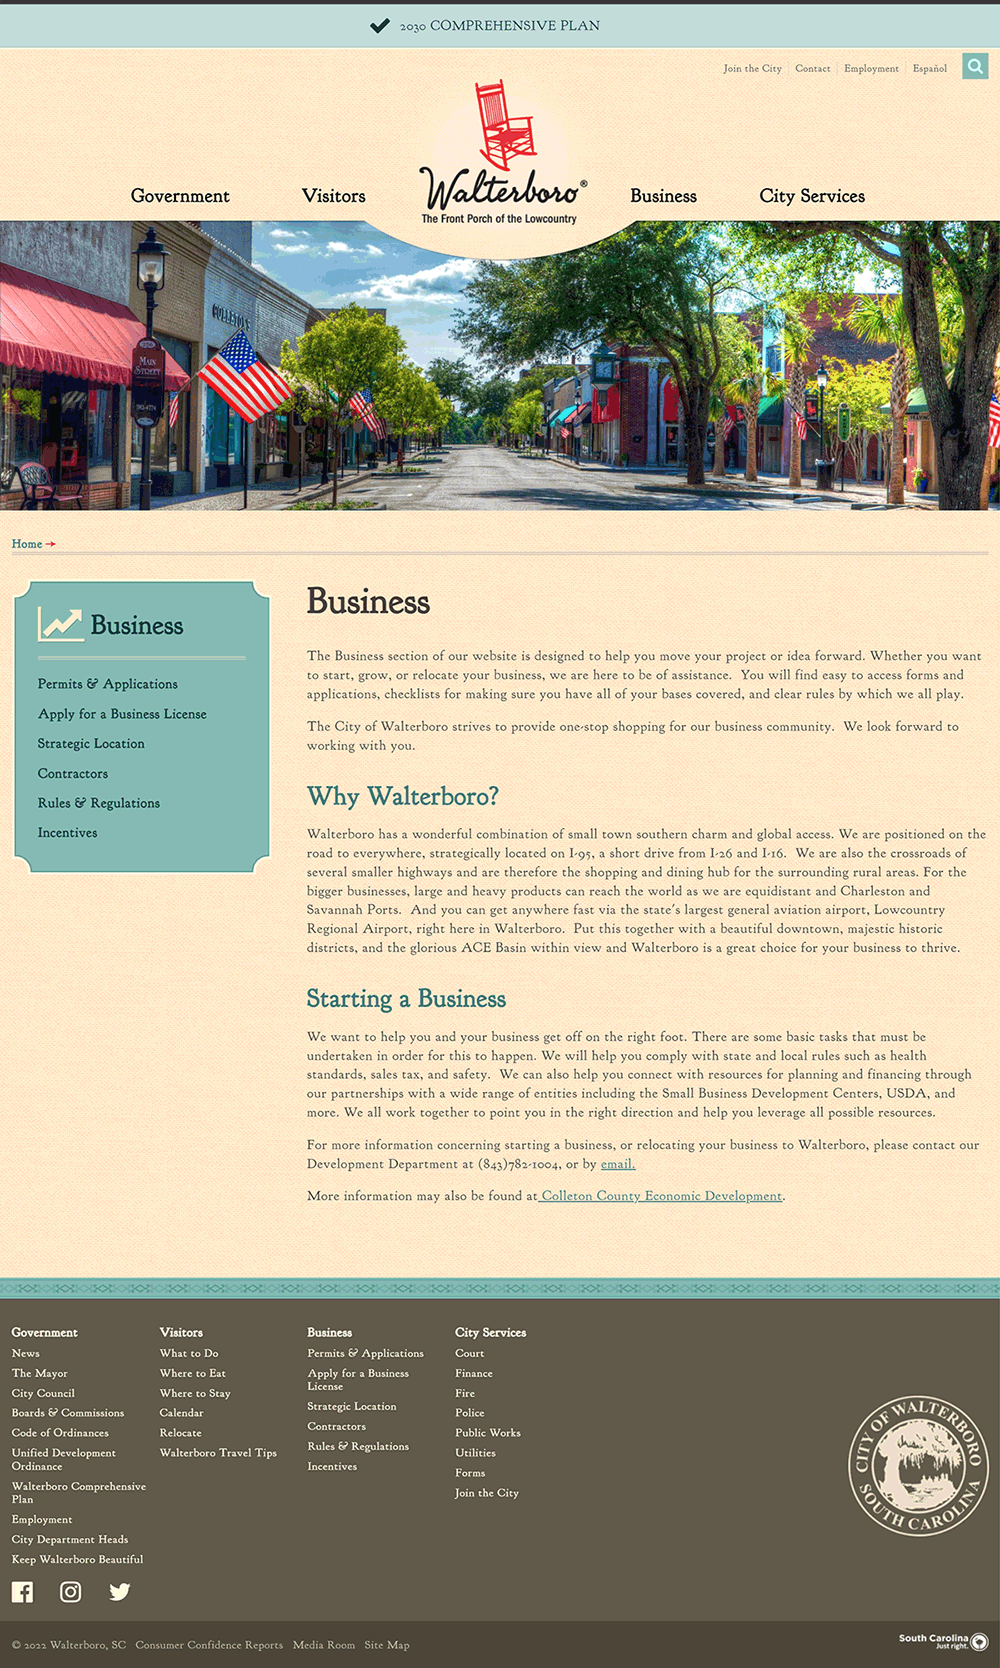 2030 COMPREHENSIVE PLAN
Join the City Contact Employment Español
Government Visitors Walterboro® Business City Services
The Front Porch of the Lowcountry
COLLETON
MAIN
STREET
Home
Business
Permits & Applications
Apply for a Business License
Strategic Location
Contractors
Rules & Regulations
Incentives
Business
The Business section of our website is designed to help you move your project or idea forward. Whether you want
to start, grow, or relocate your business, we are here to be of assistance.  You will find easy to access forms and
applications, checklists for making sure you have all of your bases covered, and clear rules by which we all play.
The City of Walterboro strives to provide one-stop shopping for our business community.  We look forward to
working with you.
Why Walterboro?
Walterboro has a wonderful combination of small town southern charm and global access. We are positioned on the
road to everywhere, strategically located on I-95, a short drive from I-26 and I-16.  We are also the crossroads of
several smaller highways and are therefore the shopping and dining hub for the surrounding rural areas. For the
bigger businesses, large and heavy products can reach the world as we are equidistant and Charleston and
Savannah Ports.  And you can get anywhere fast via the state's largest general aviation airport, Lowcountry
Regional Airport, right here in Walterboro.  Put this together with a beautiful downtown, majestic historic
districts, and the glorious ACE Basin within view and Walterboro is a great choice for your business to thrive.
Starting a Business
We want to help you and your business get off on the right foot. There are some basic tasks that must be
undertaken in order for this to happen. We will help you comply with state and local rules such as health
standards, sales tax, and safety.  We can also help you connect with resources for planning and financing through
our partnerships with a wide range of entities including the Small Business Development Centers, USDA, and
more. We all work together to point you in the right direction and help you leverage all possible resources.
For more information concerning starting a business, or relocating your business to Walterboro, please contact our
Development Department at (843)782-1004, or by email.
More information may also be found at Colleton County Economic Development.
Government
News
The Mayor
City Council
Boards & Commissions
Code of Ordinances
Unified Development
Ordinance
Walterboro Comprehensive
Plan
Employment
City Department Heads
Keep Walterboro Beautiful
Visitors
What to Do
Where to Eat
Where to Stay
Calendar
Relocate
Walterboro Travel Tips
Business
Permits & Applications
Apply for a Business
License
Strategic Location
Contractors
Rules & Regulations
Incentives
City Services
Court
Finance
Fire
Police
Public Works
Utilities
Forms
Join the City
CITY OF WALTERBORO
SOUTH CAROLINA
© 2022 Walterboro, SC Consumer Confidence Reports Media Room Site Map
South Carolina
Just right.